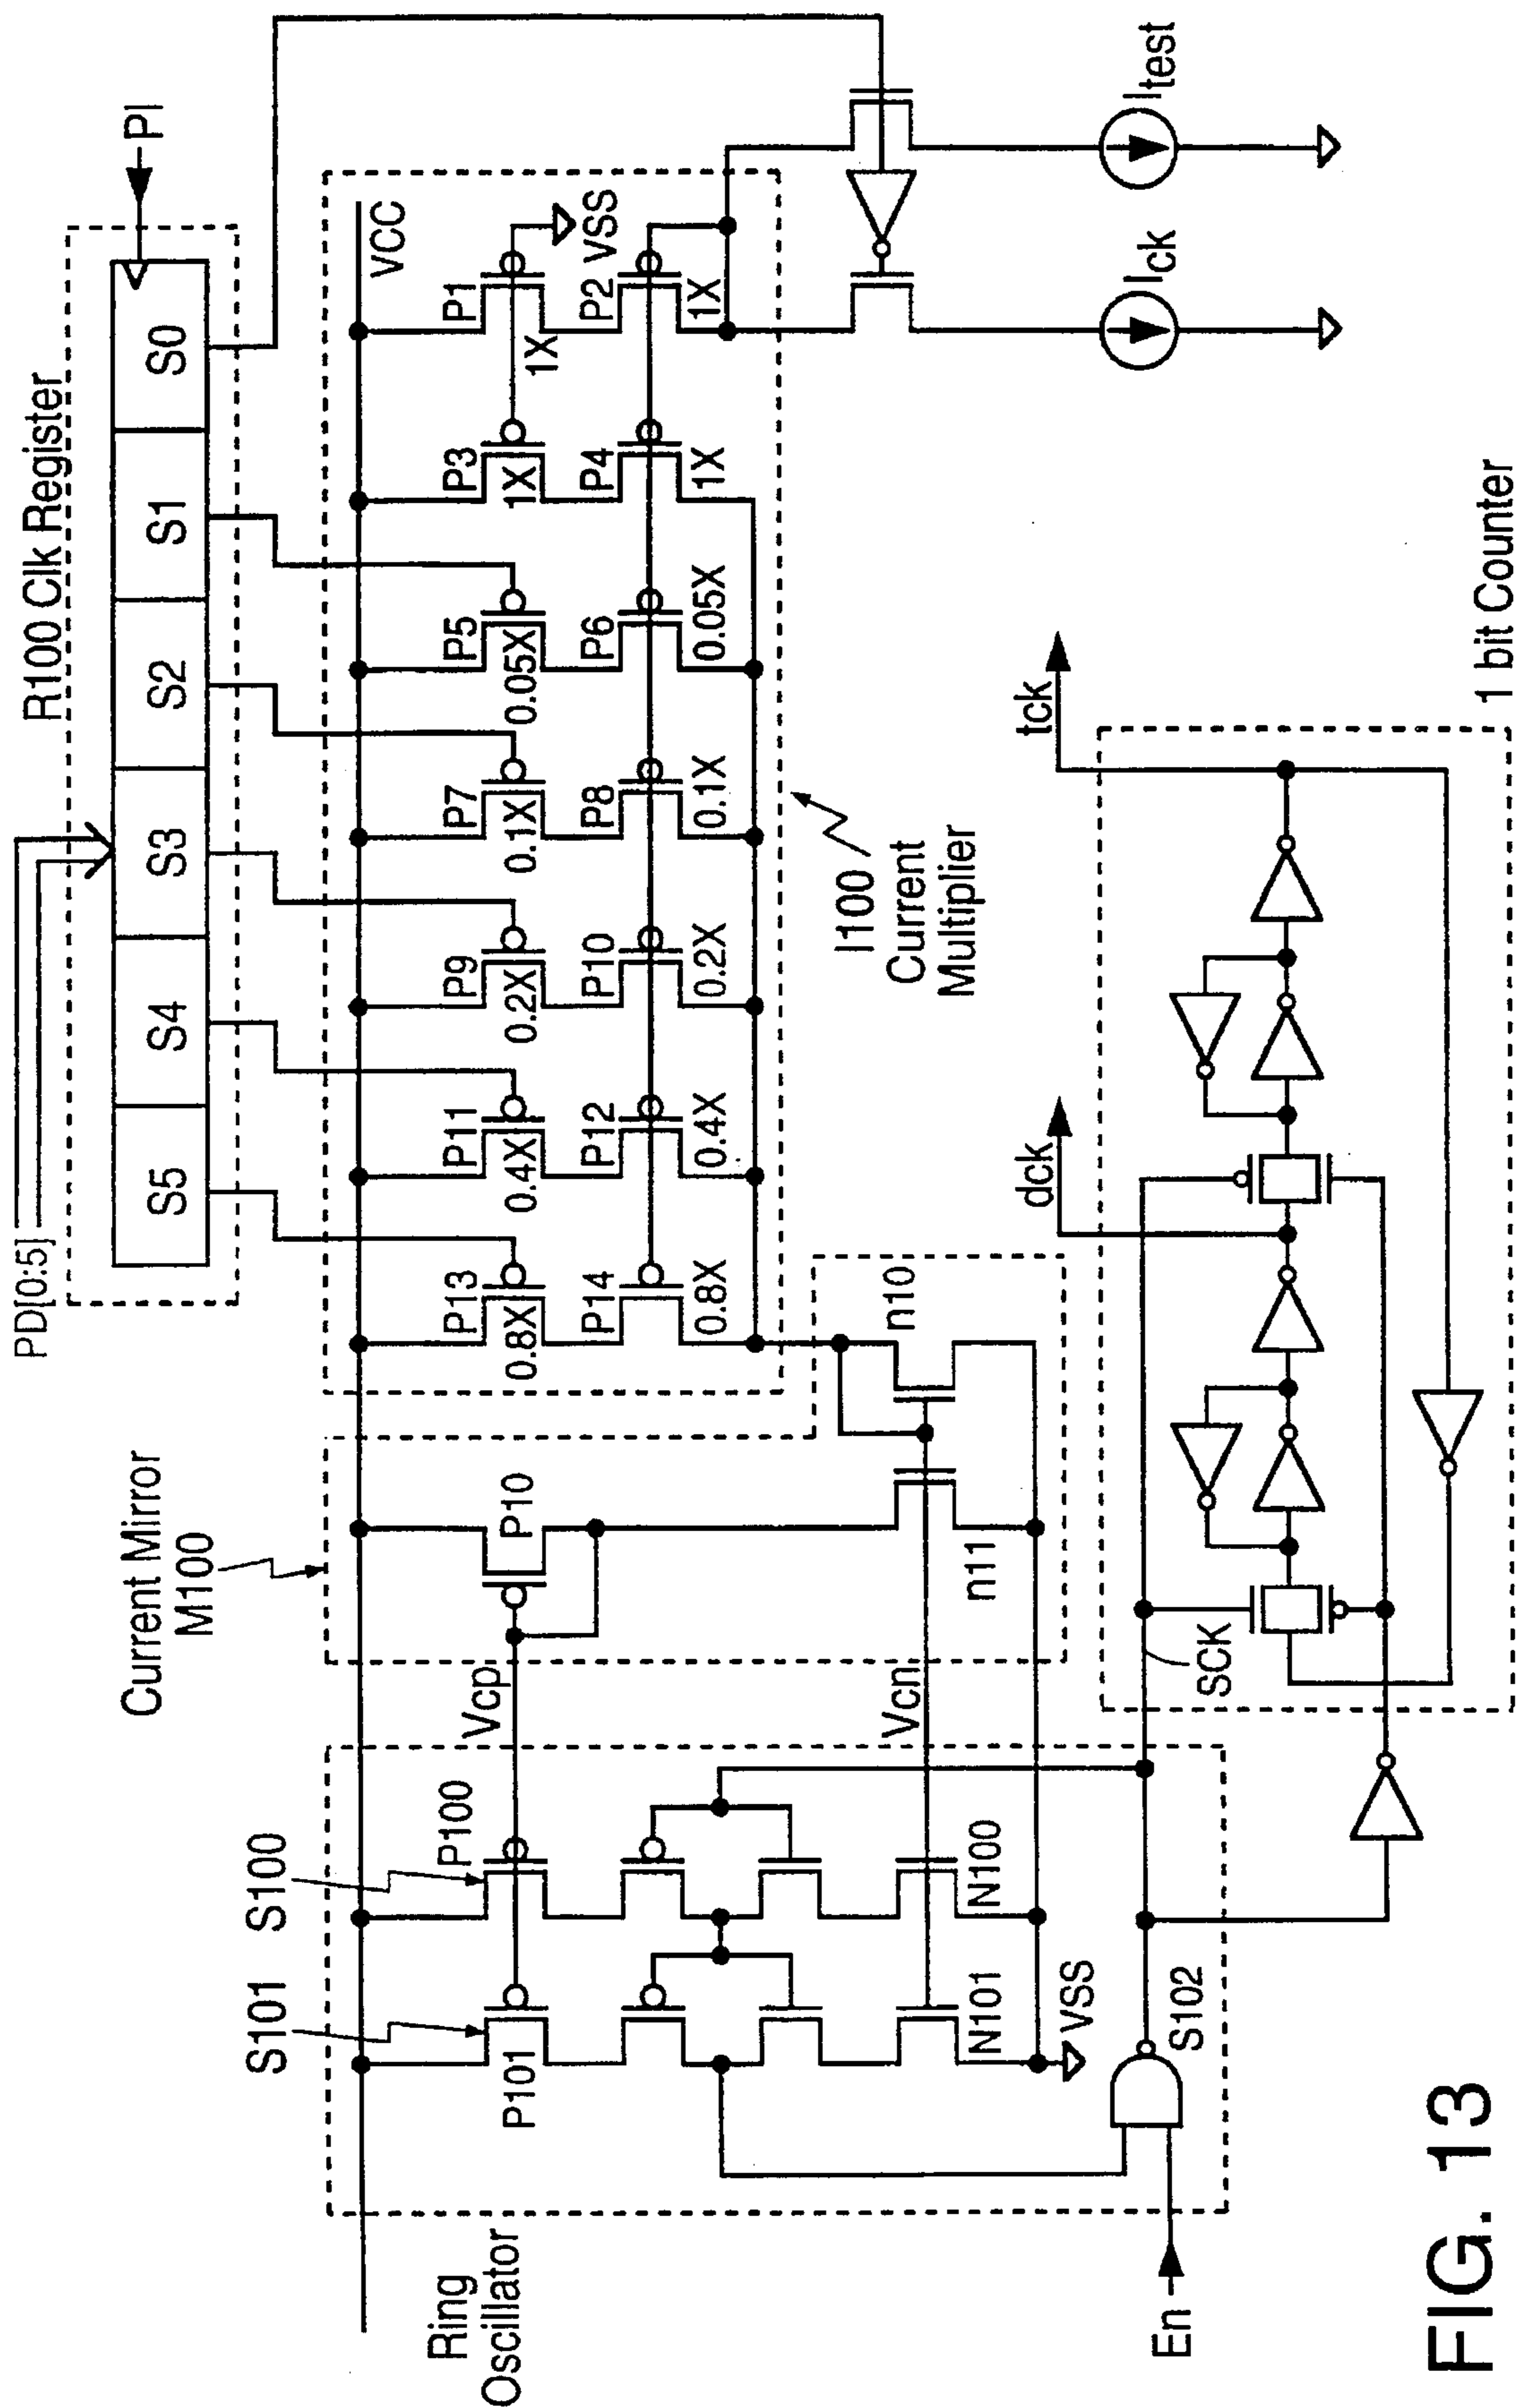 PD[0:5]
R100 Clk Register
PI
S5
S4
S3
S2
S1
S0
Current Mirror
M100
VCC
P13
0.8X
P11
0.4X
P9
0.2X
P7
0.1X
P5
0.05X
P3
1X
P1
1X
VSS
P14
0.8X
P12
0.4X
P10
0.2X
P8
0.1X
P6
0.05X
P4
1X
P2
1X
I100
Current
Multiplier
Ick
Itest
Ring
Oscillator
S101
S100
P101
P100
Vcp
P10
Vcn
n10
n11
N101
N100
VSS
En
S102
SCK
dck
tck
1 bit Counter
FIG. 13